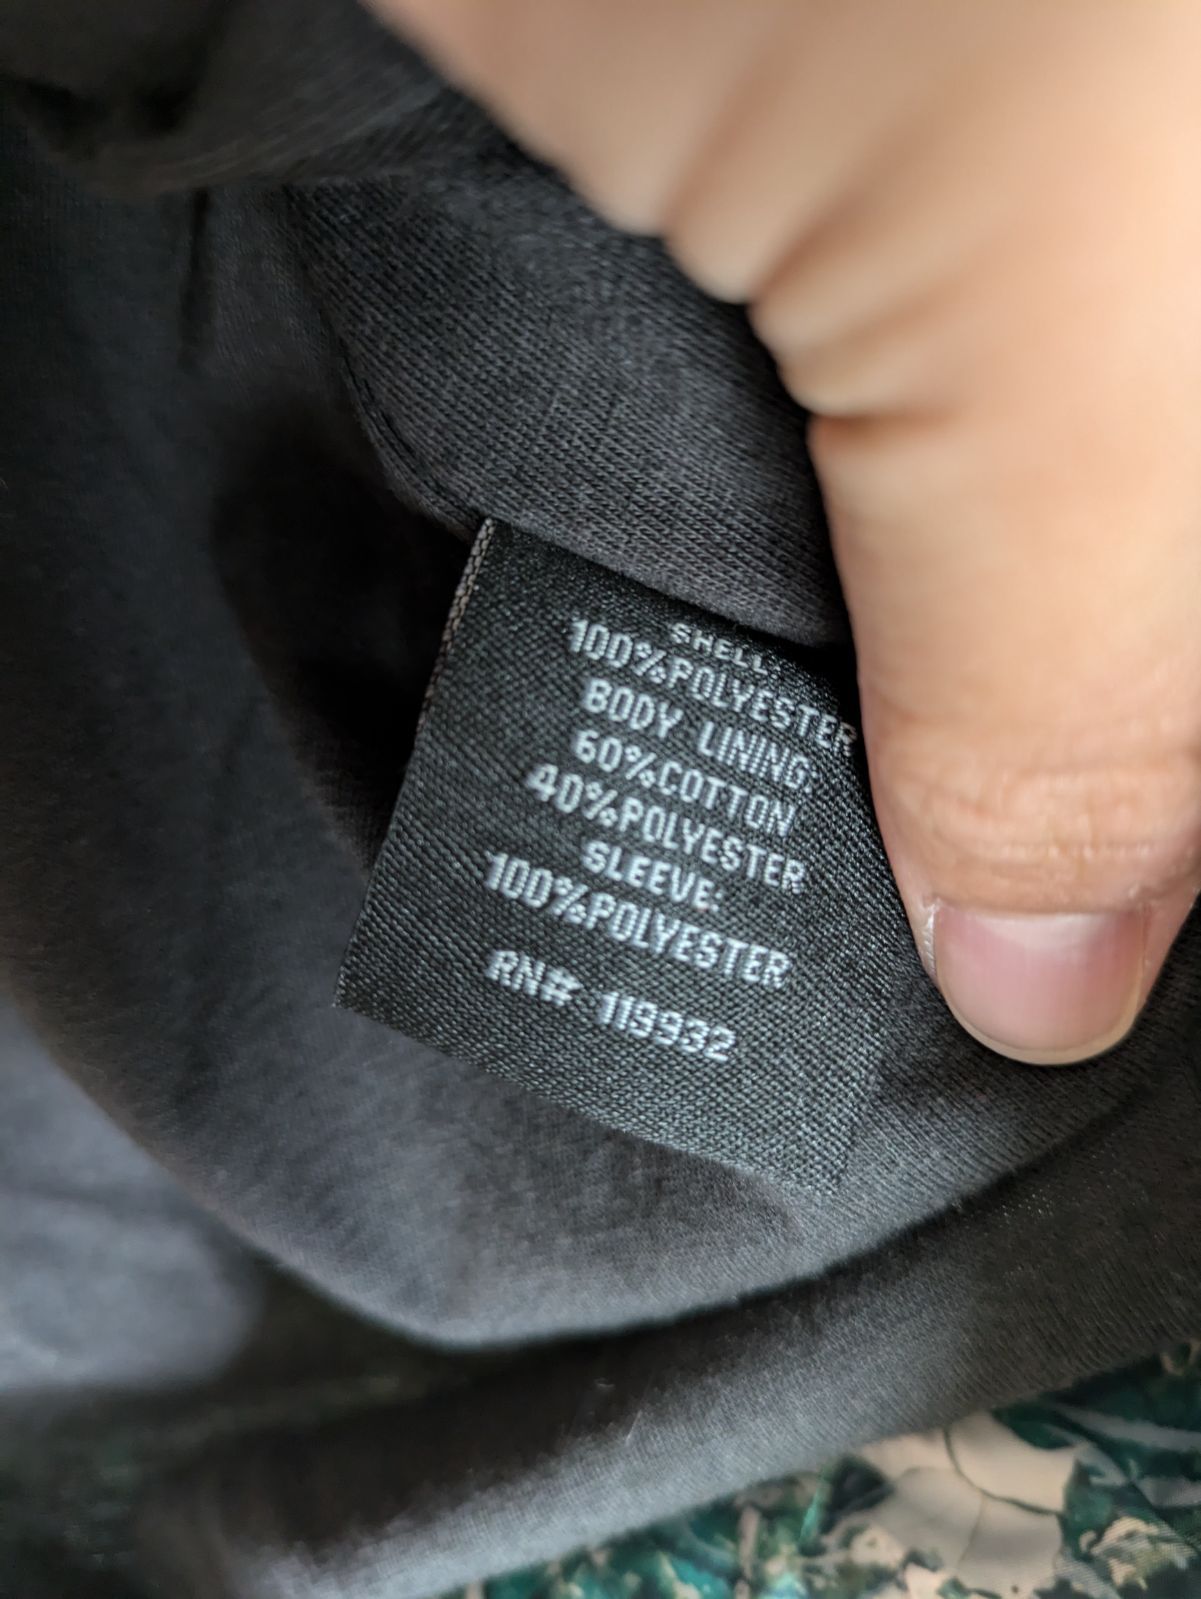 SHELL:
100%POLYESTER
BODY LINING:
60%COTTON
40%POLYESTER
SLEEVE:
100%POLYESTER
RN# 119932